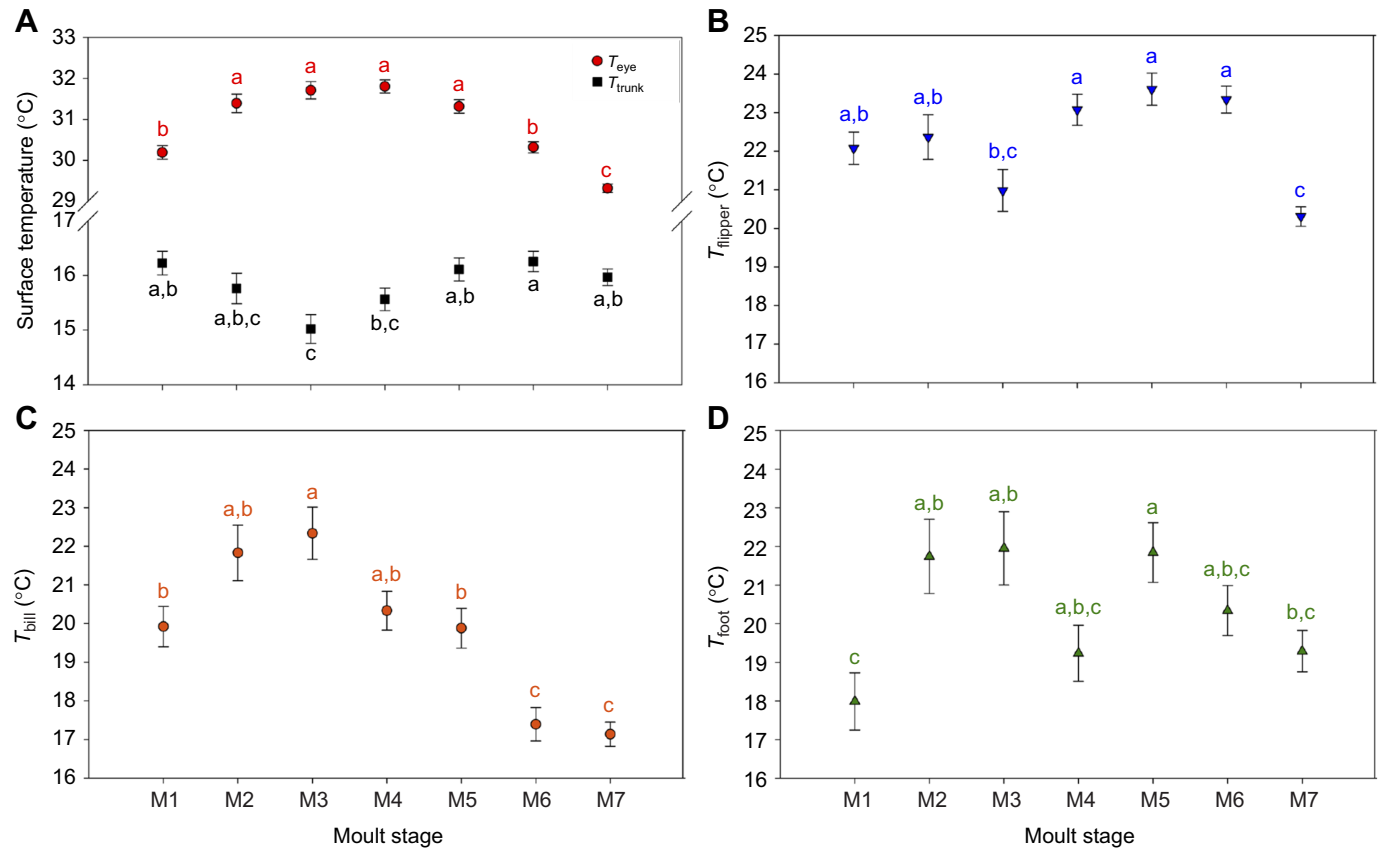 A
Surface temperature (°C)
33
32
31
30
29
17
16
15
14
T eye
T trunk
b
a
a
a
a
b
c
a,b
a,b,c
c
b,c
a,b
a
a,b
B
T flipper (°C)
25
24
23
22
21
20
19
18
17
16
a,b
a,b
b,c
a
a
a
c
C
T bill (°C)
25
24
23
22
21
20
19
18
17
16
b
a,b
a
a,b
b
c
c
M1 M2 M3 M4 M5 M6 M7
Moult stage
D
T foot (°C)
25
24
23
22
21
20
19
18
17
16
c
a,b
a,b
a,b,c
a
a,b,c
b,c
M1 M2 M3 M4 M5 M6 M7
Moult stage